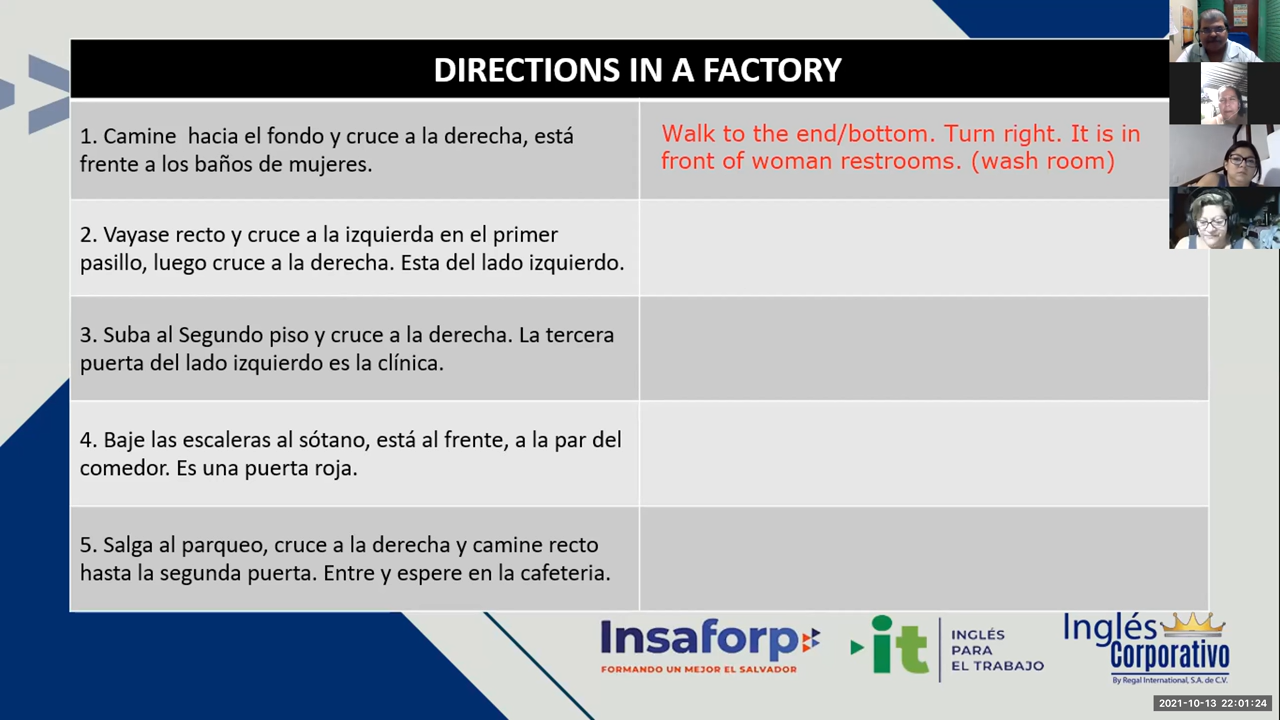 DIRECTIONS IN A FACTORY
1. Camine  hacia el fondo y cruce a la derecha, está
frente a los baños de mujeres.
Walk to the end/bottom. Turn right. It is in
front of woman restrooms. (wash room)
2. Vayase recto y cruce a la izquierda en el primer
pasillo, luego cruce a la derecha. Esta del lado izquierdo.
3. Suba al Segundo piso y cruce a la derecha. La tercera
puerta del lado izquierdo es la clínica.
4. Baje las escaleras al sótano, está al frente, a la par del
comedor. Es una puerta roja.
5. Salga al parqueo, cruce a la derecha y camine recto
hasta la segunda puerta. Entre y espere en la cafeteria.
Insaforp
FORMANDO UN MEJOR EL SALVADOR
it
INGLÉS
PARA
EL TRABAJO
Inglés
Corporativo
By Regal International, S.A. de C.V.
2021-10-13 22:01:24